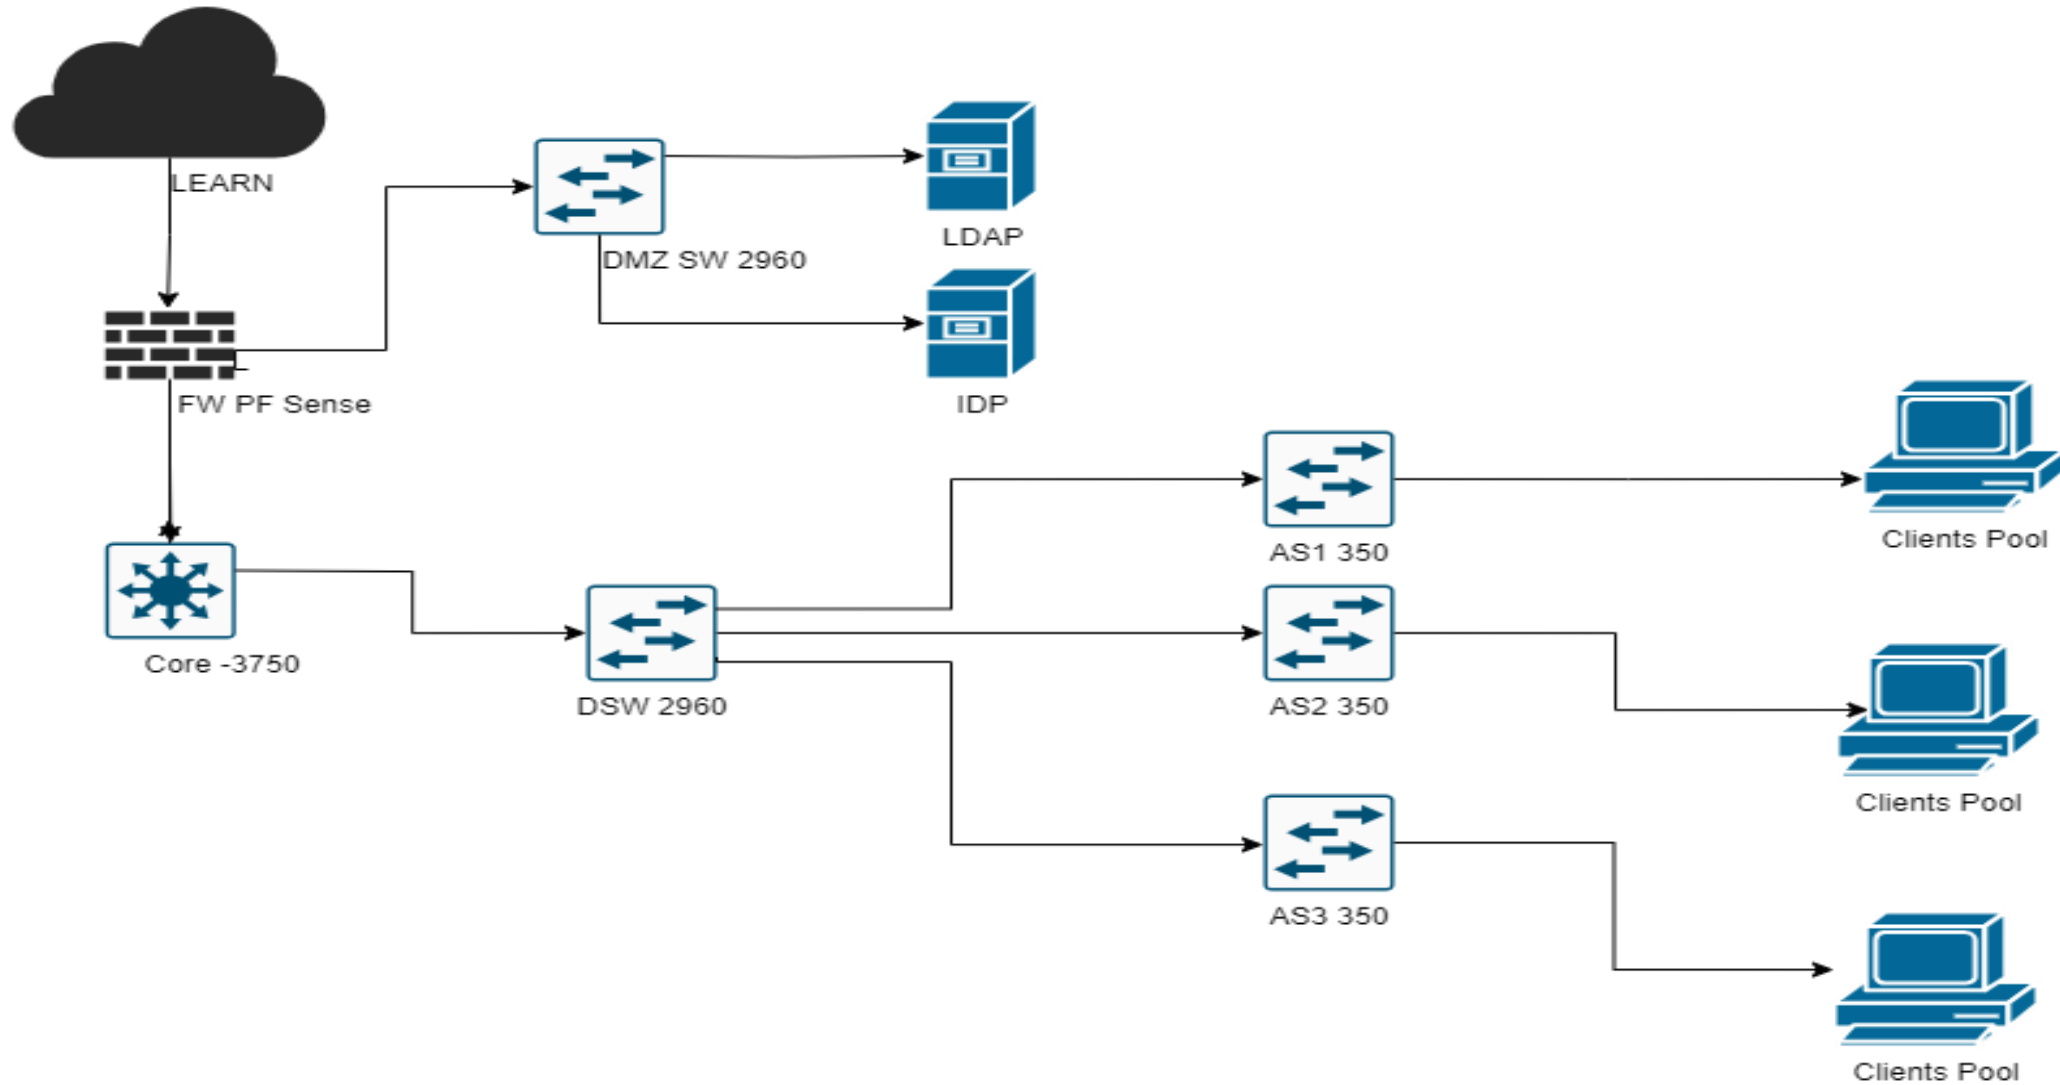 LEARN
LDAP
DMZ SW 2960
FW PF Sense
IDP
Clients Pool
AS1 350
Core -3750
DSW 2960
AS2 350
Clients Pool
AS3 350
Clients Pool